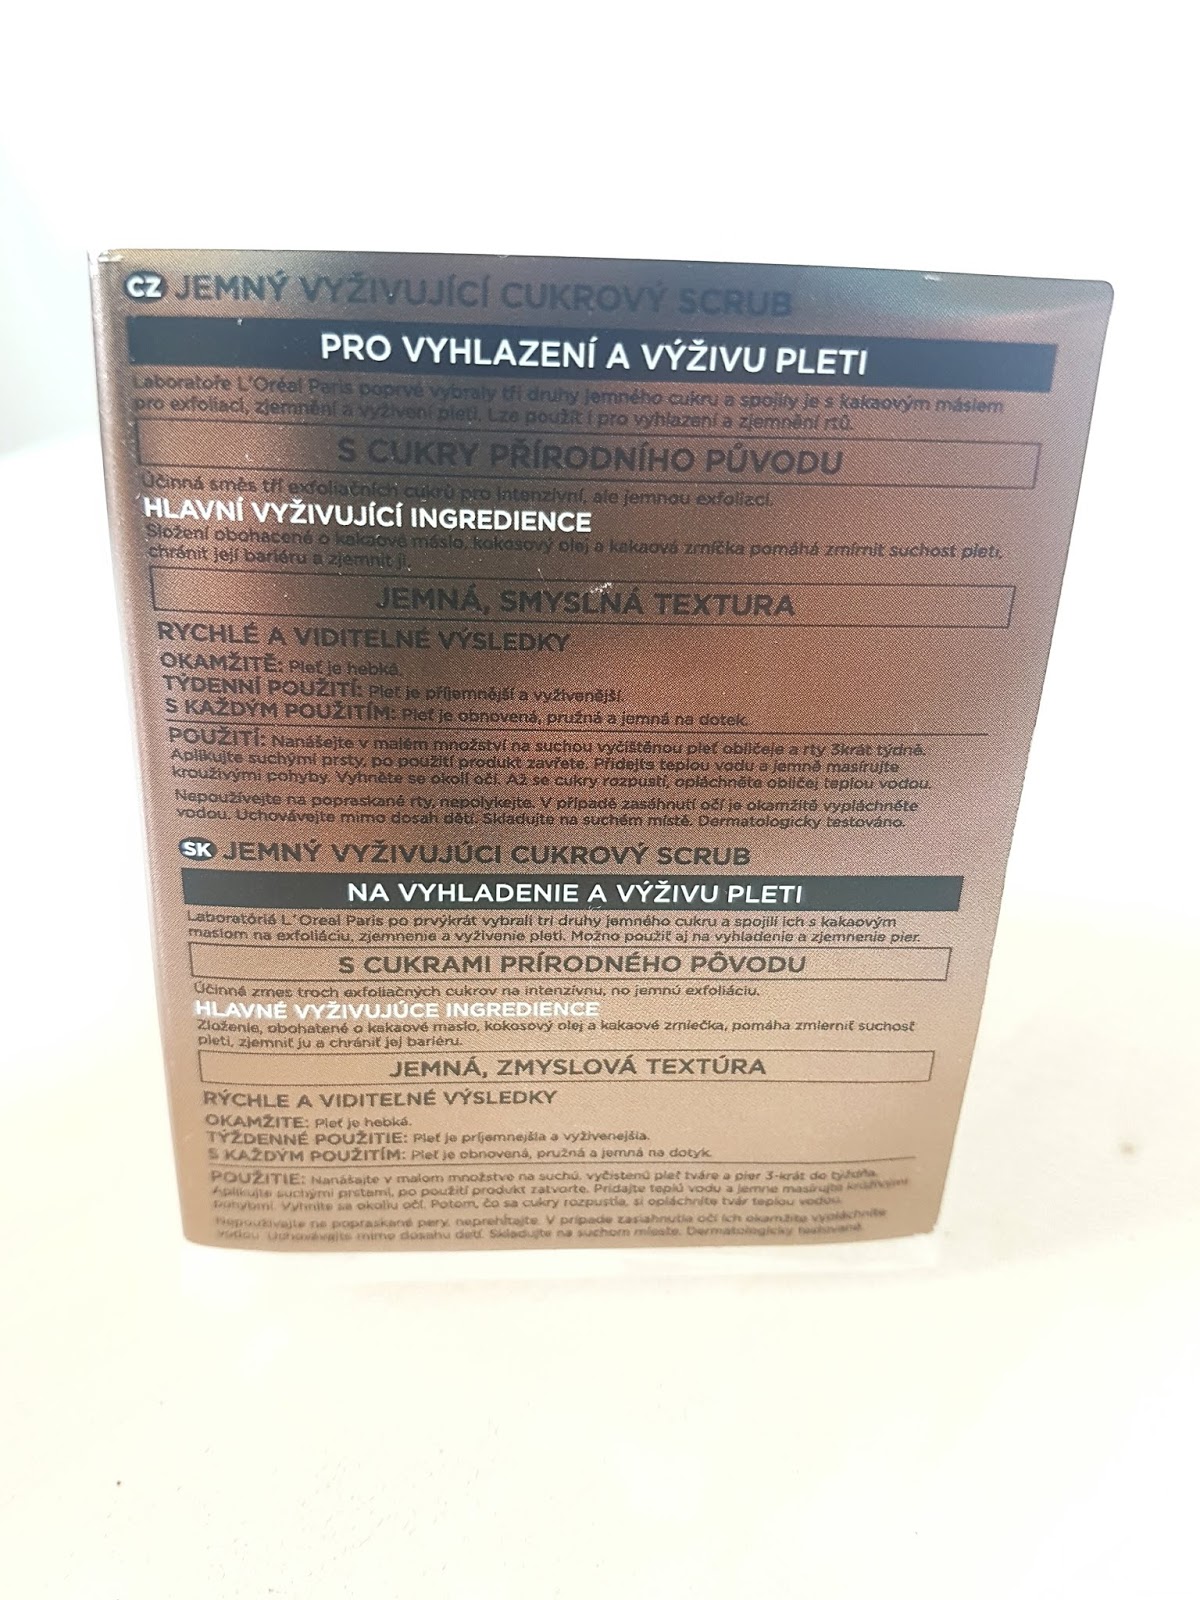 CZ JEMNÝ VYŽIVUJÍCÍ CUKROVÝ SCRUB
PRO VYHLAZENÍ A VÝŽIVU PLETI
Laboratoře L'Oréal Paris poprvé vybraly tři druhy jemného cukru a spojily je s kakaovým máslem
pro exfoliaci, zjemnění a vyživení pleti. Lze použít i pro vyhlazení a zjemnění rtů.
S CUKRY PŘÍRODNÍHO PŮVODU
Účinná směs tří exfoliačních cukrů pro intenzivní, ale jemnou exfoliaci.
HLAVNÍ VYŽIVUJÍCÍ INGREDIENCE
Složení obohacené o kakaové máslo, kokosový olej a kakaová zrníčka pomáhá zmírnit suchost pleti,
chránit její bariéru a zjemnit ji.
JEMNÁ, SMYSLNÁ TEXTURA
RYCHLÉ A VIDITELNÉ VÝSLEDKY
OKAMŽITĚ: Pleť je hebká.
TÝDENNÍ POUŽITÍ: Pleť je příjemnější a vyživenější.
S KAŽDÝM POUŽITÍM: Pleť je obnovená, pružná a jemná na dotek.
POUŽITÍ: Nanášejte v malém množství na suchou vyčištěnou pleť obličeje a rty 3krát týdně.
Aplikujte suchými prsty, po použití produkt zavřete. Přidejte teplou vodu a jemně masírujte
krouživými pohyby. Vyhněte se okolí očí. Až se cukry rozpustí, opláchněte obličej teplou vodou.
Nepoužívejte na popraskané rty, nepolykejte. V případě zasáhnutí očí je okamžitě vypláchněte
vodou. Uchovávejte mimo dosah dětí. Skladujte na suchém místě. Dermatologicky testováno.
SK JEMNÝ VYŽIVUJÚCI CUKROVÝ SCRUB
NA VYHLADENIE A VÝŽIVU PLETI
Laboratóriá L'Oreal Paris po prvýkrát vybrali tri druhy jemného cukru a spojili ich s kakaovým
maslom na exfoliáciu, zjemnenie a vyživenie pleti. Možno použiť aj na vyhladenie a zjemnenie pier.
S CUKRAMI PRÍRODNÉHO PÔVODU
Účinná zmes troch exfoliačných cukrov na intenzívnu, no jemnú exfoliáciu.
HLAVNÉ VYŽIVUJÚCE INGREDIENCE
Zloženie, obohatené o kakaové maslo, kokosový olej a kakaové zrniečka, pomáha zmierniť suchosť
pleti, zjemniť ju a chrániť jej bariéru.
JEMNÁ, ZMYSLOVÁ TEXTÚRA
RÝCHLE A VIDITEĽNÉ VÝSLEDKY
OKAMŽITE: Pleť je hebká.
TÝŽDENNÉ POUŽITIE: Pleť je príjemnejšia a vyživenejšia.
S KAŽDÝM POUŽITÍM: Pleť je obnovená, pružná a jemná na dotyk.
POUŽITIE: Nanášajte v malom množstve na suchú, vyčistenú pleť tváre a pier 3-krát do týždňa.
Aplikujte suchými prstami, po použití produkt zatvorte. Pridajte teplú vodu a jemne masírujte krúživými
pohybmi. Vyhnite sa okoliu očí. Potom, čo sa cukry rozpustia, si opláchnite tvár teplou vodou.
Nepoužívajte na popraskané pery, neprehĺtajte. V prípade zasiahnutia očí ich okamžite vypláchnite
vodou. Uchovávajte mimo dosahu detí. Skladujte na suchom mieste. Dermatologicky testované.